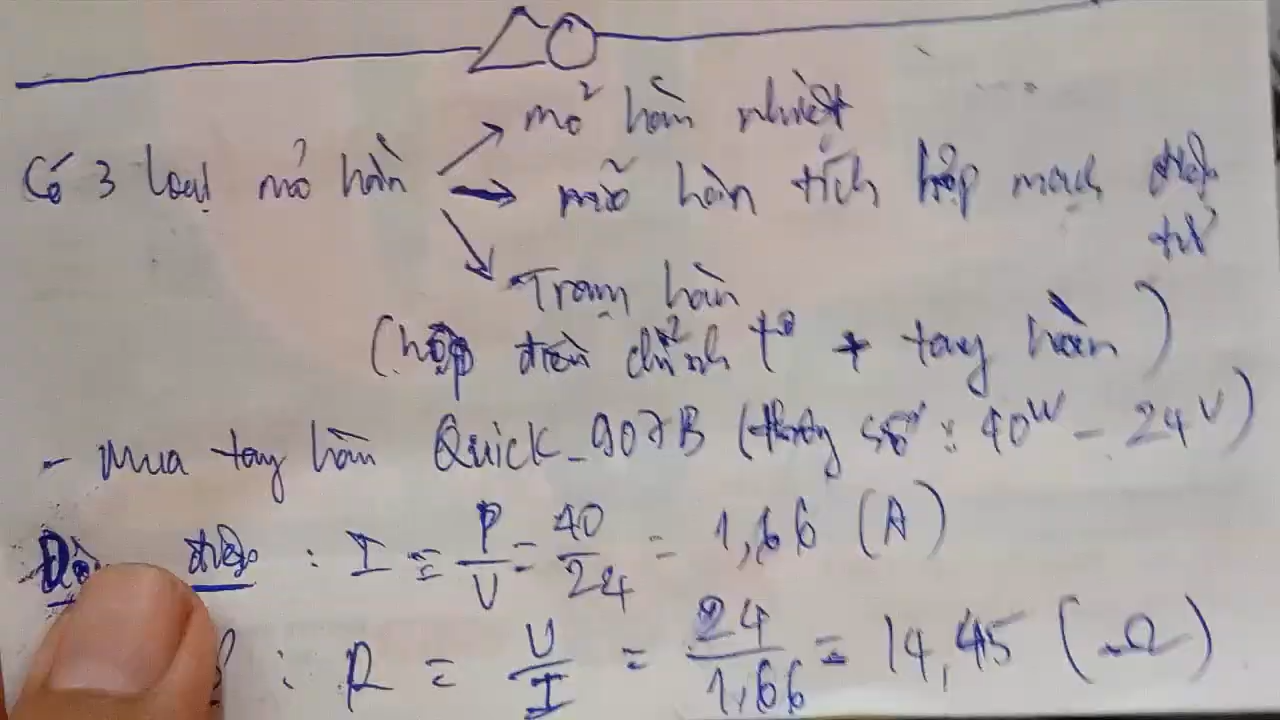 mỏ hàn nhiệt
Có 3 loại mỏ hàn
mỏ hàn tích hợp mạch điện
tử
Trạm hàn
(hộp điều chỉnh t° + tay hàn)
- Mua tay hàn Quick_907B (thông số: 40W - 24V)
Dòng điện : I = P/U = 40/24 = 1,66 (A)
: R = U/I = 24/1,66 = 14,45 (Ω)